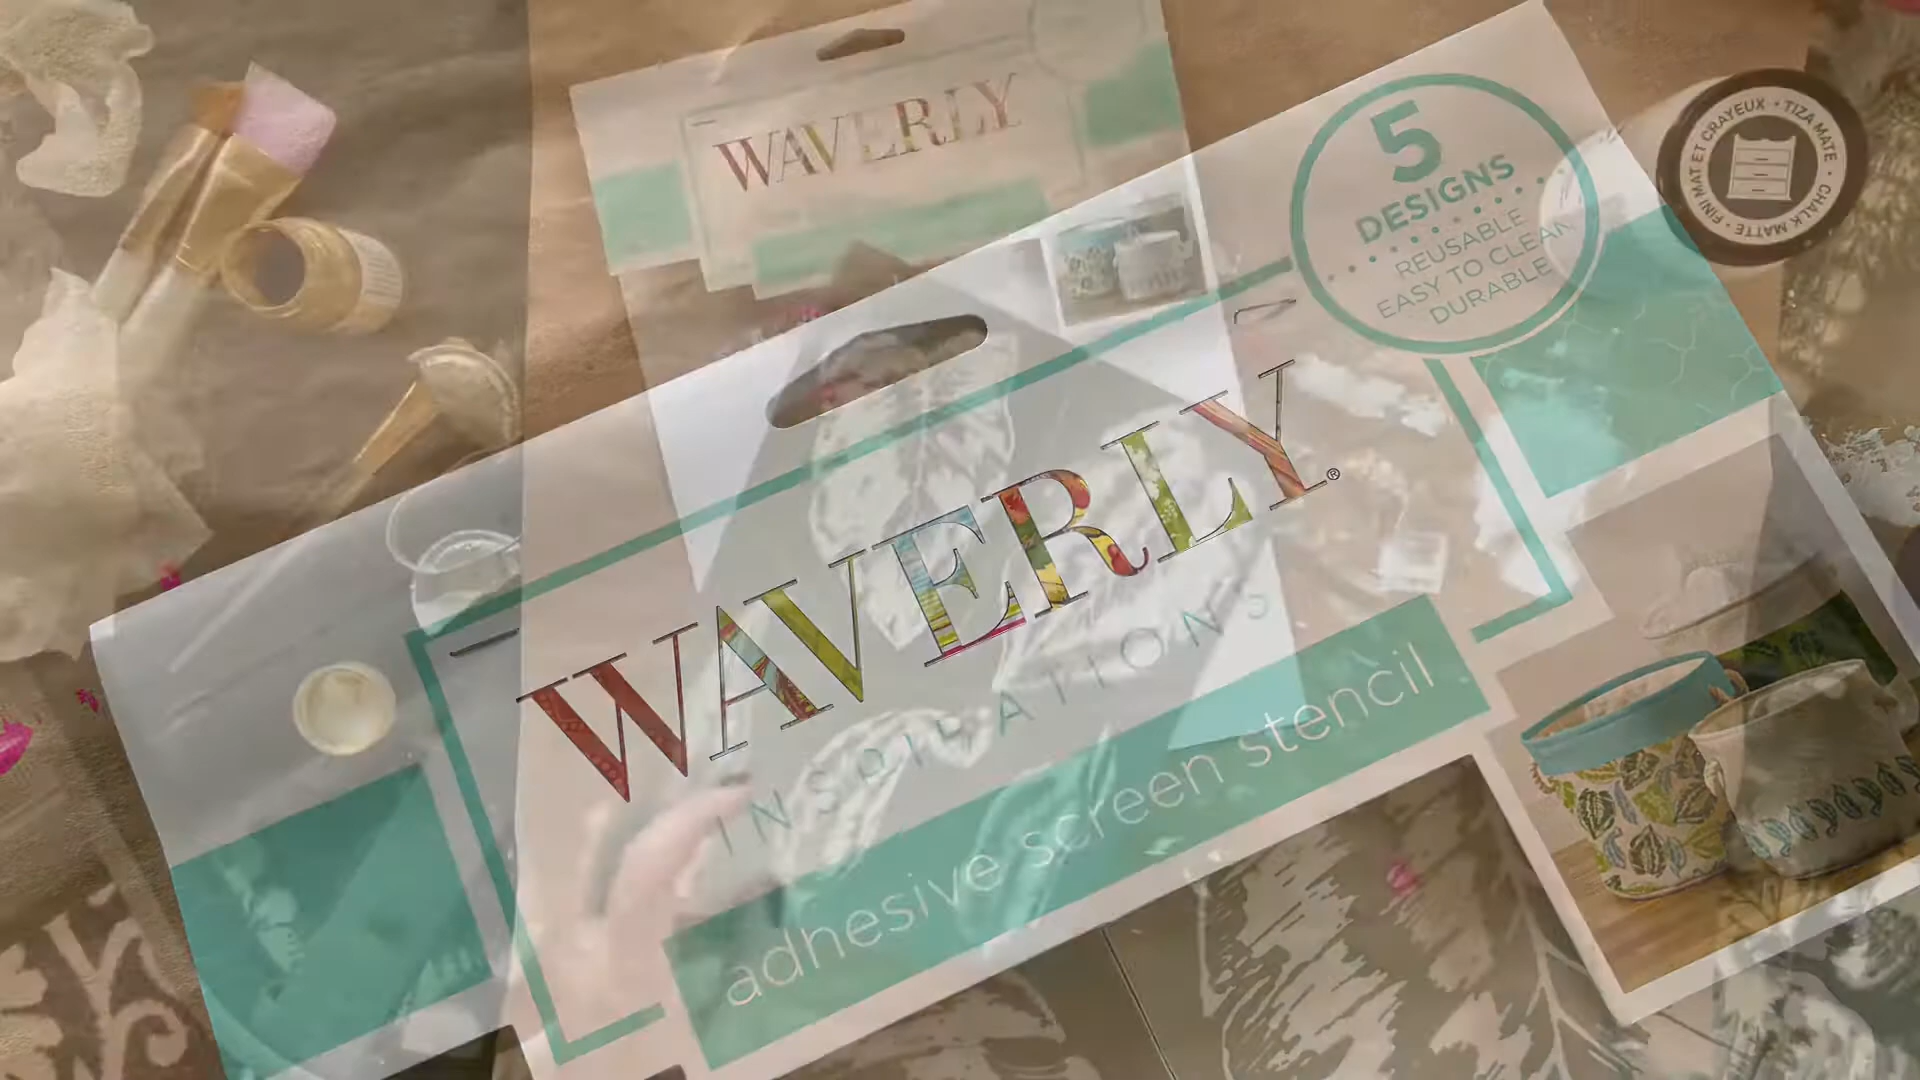 WAVERLY
5
DESIGNS
REUSABLE
EASY TO CLEAN
DURABLE
FINI MAT ET CRAYEUX • TIZA MATE • CHALK MATTE •
WAVERLY®
INSPIRATIONS
adhesive screen stencil